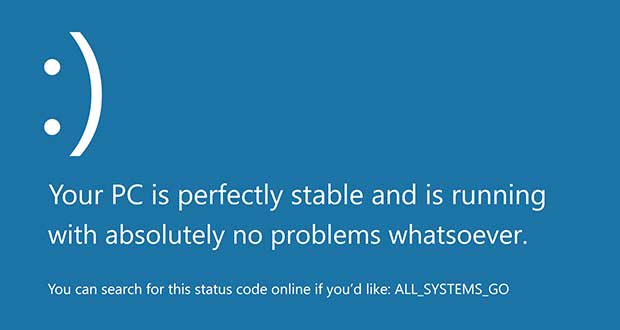 :)
Your PC is perfectly stable and is running
with absolutely no problems whatsoever.
You can search for this status code online if you'd like: ALL_SYSTEMS_GO